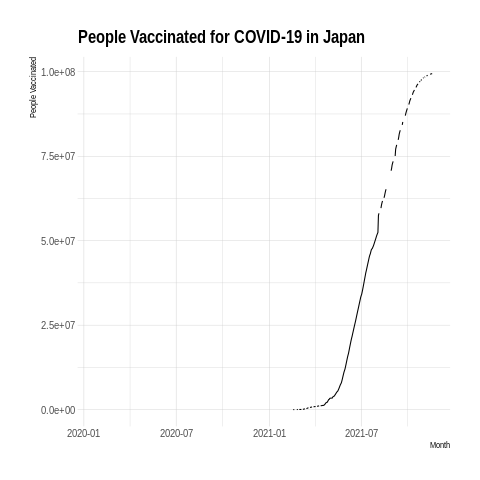 People Vaccinated for COVID-19 in Japan
People Vaccinated
1.0e+08
7.5e+07
5.0e+07
2.5e+07
0.0e+00
2020-01 2020-07 2021-01 2021-07
Month